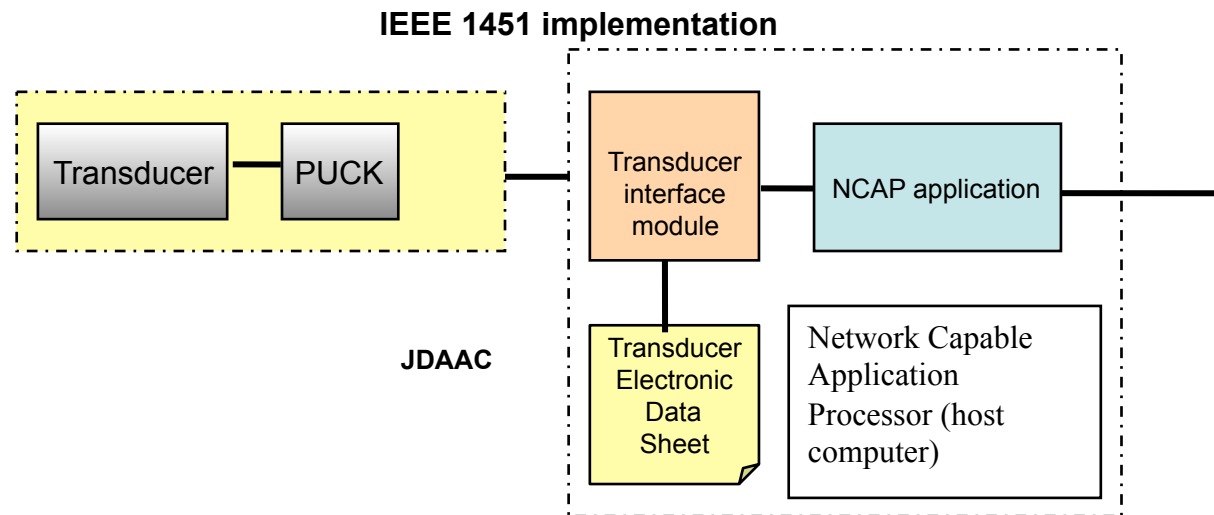 IEEE 1451 implementation
Transducer
PUCK
Transducer
interface
module
NCAP application
JDAAC
Transducer
Electronic
Data
Sheet
Network Capable
Application
Processor (host
computer)